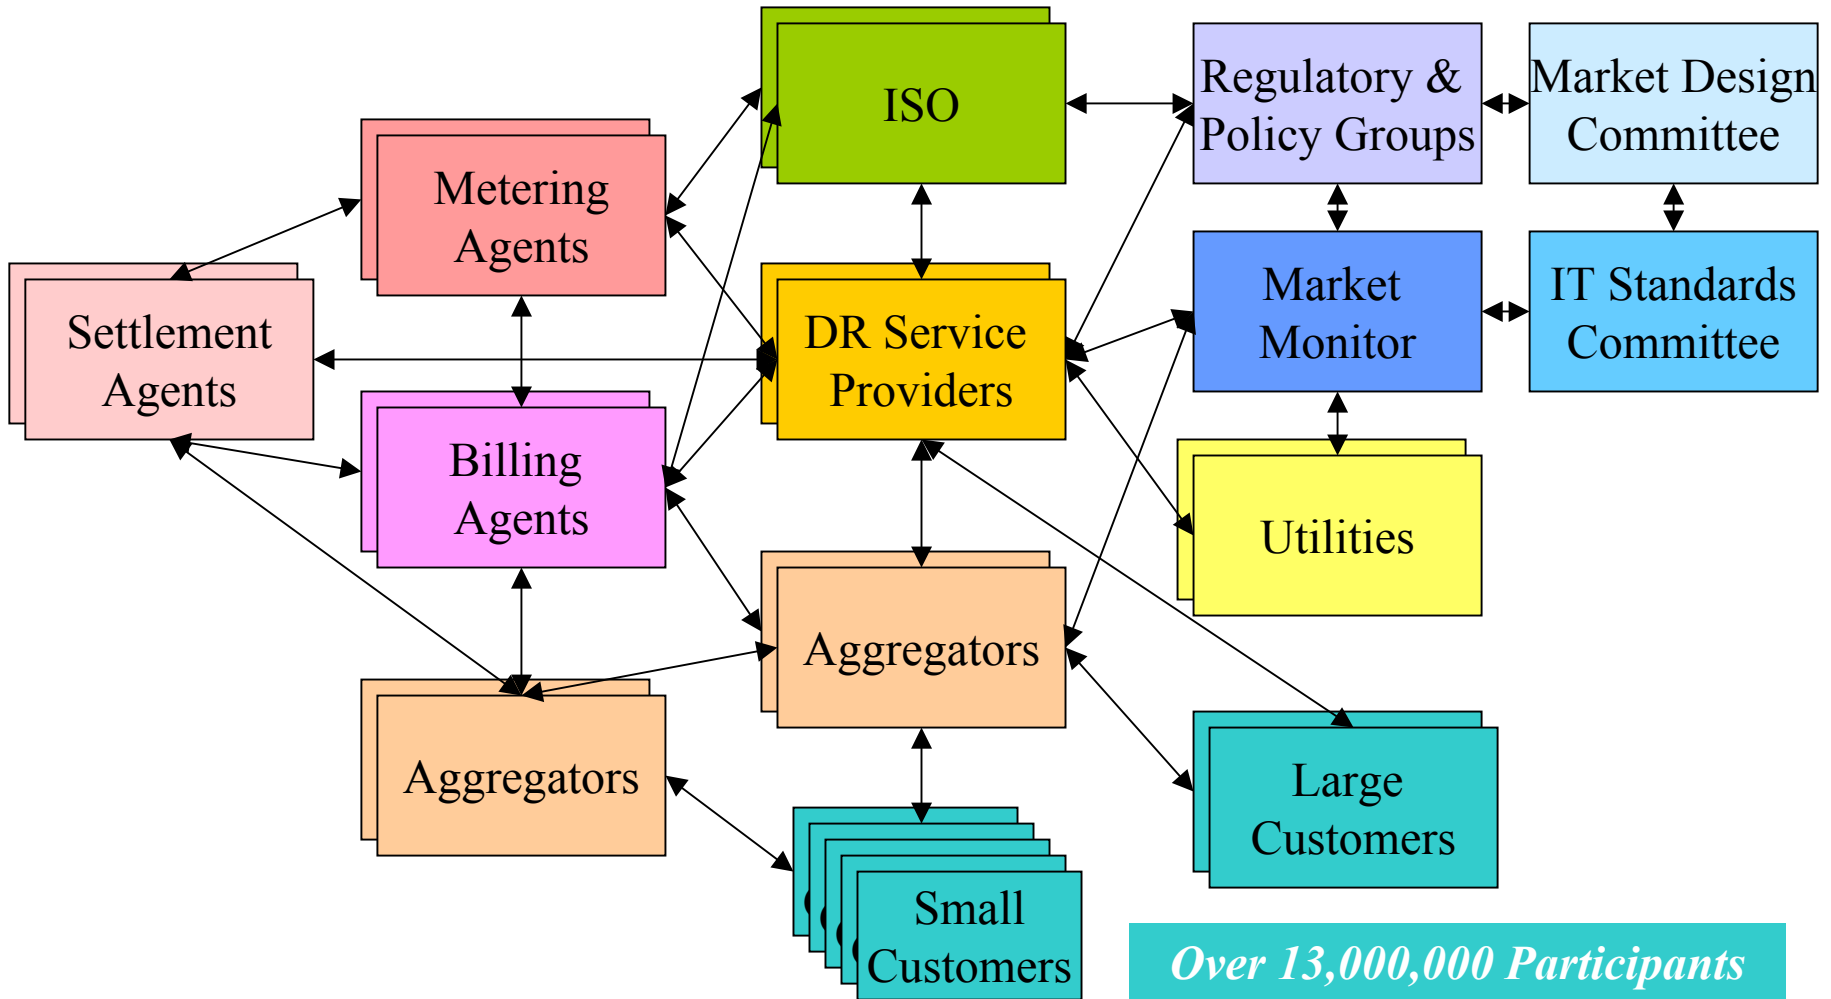 ISO
Regulatory &
Policy Groups
Market Design
Committee
Metering
Agents
Settlement
Agents
DR Service
Providers
Market
Monitor
IT Standards
Committee
Billing
Agents
Utilities
Aggregators
Aggregators
Large
Customers
Small
Customers
Over 13,000,000 Participants